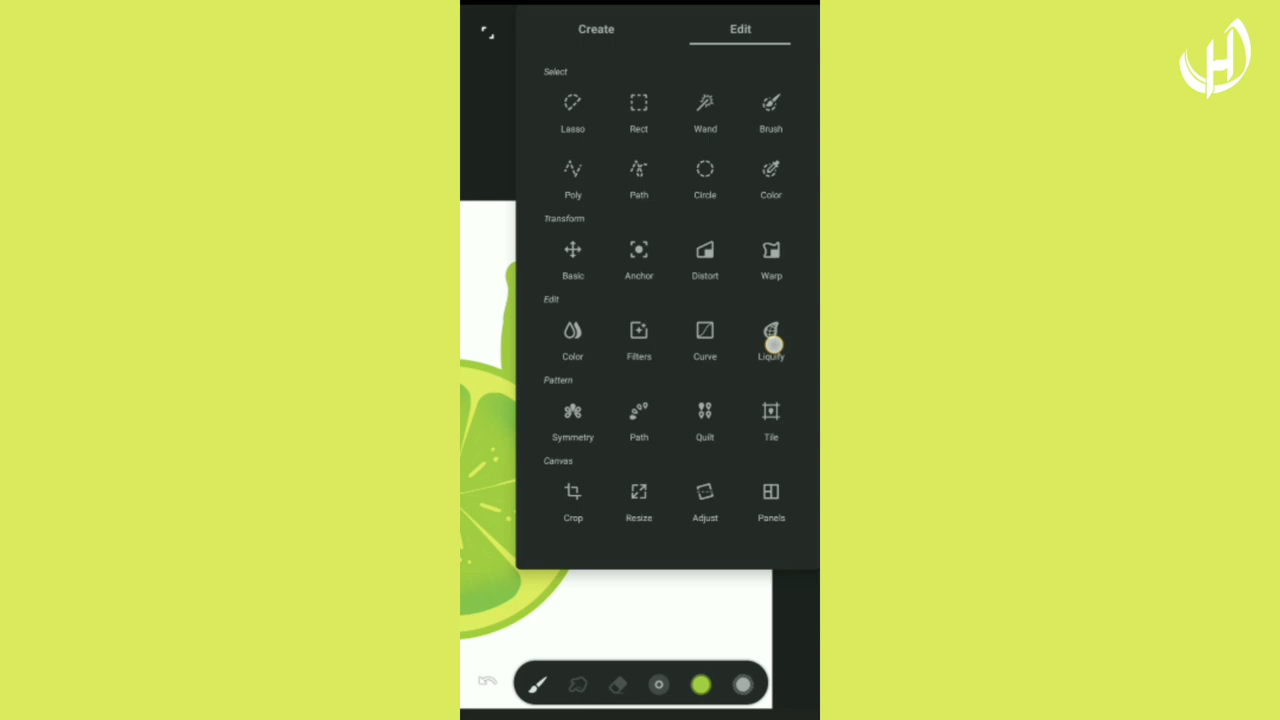 Create Edit
Select
Lasso Rect Wand Brush
Poly Path Circle Color
Transform
Basic Anchor Distort Warp
Edit
Color Filters Curve Liquify
Pattern
Symmetry Path Quilt Tile
Canvas
Crop Resize Adjust Panels